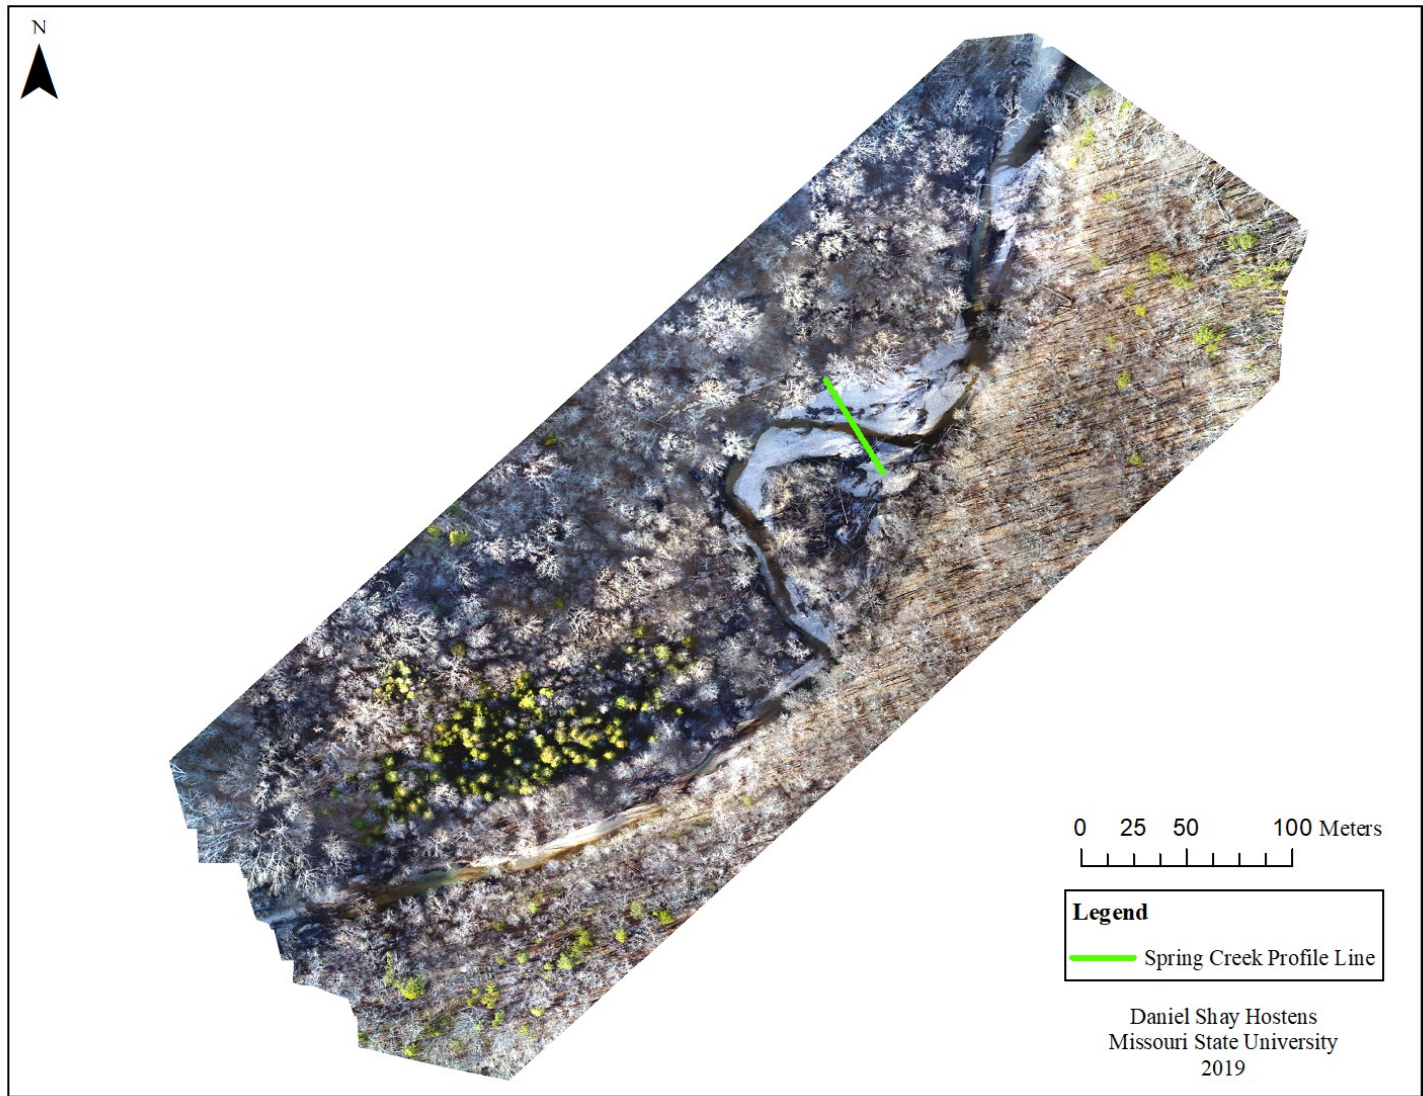 N
0 25 50 100 Meters
Legend
Spring Creek Profile Line
Daniel Shay Hostens
Missouri State University
2019